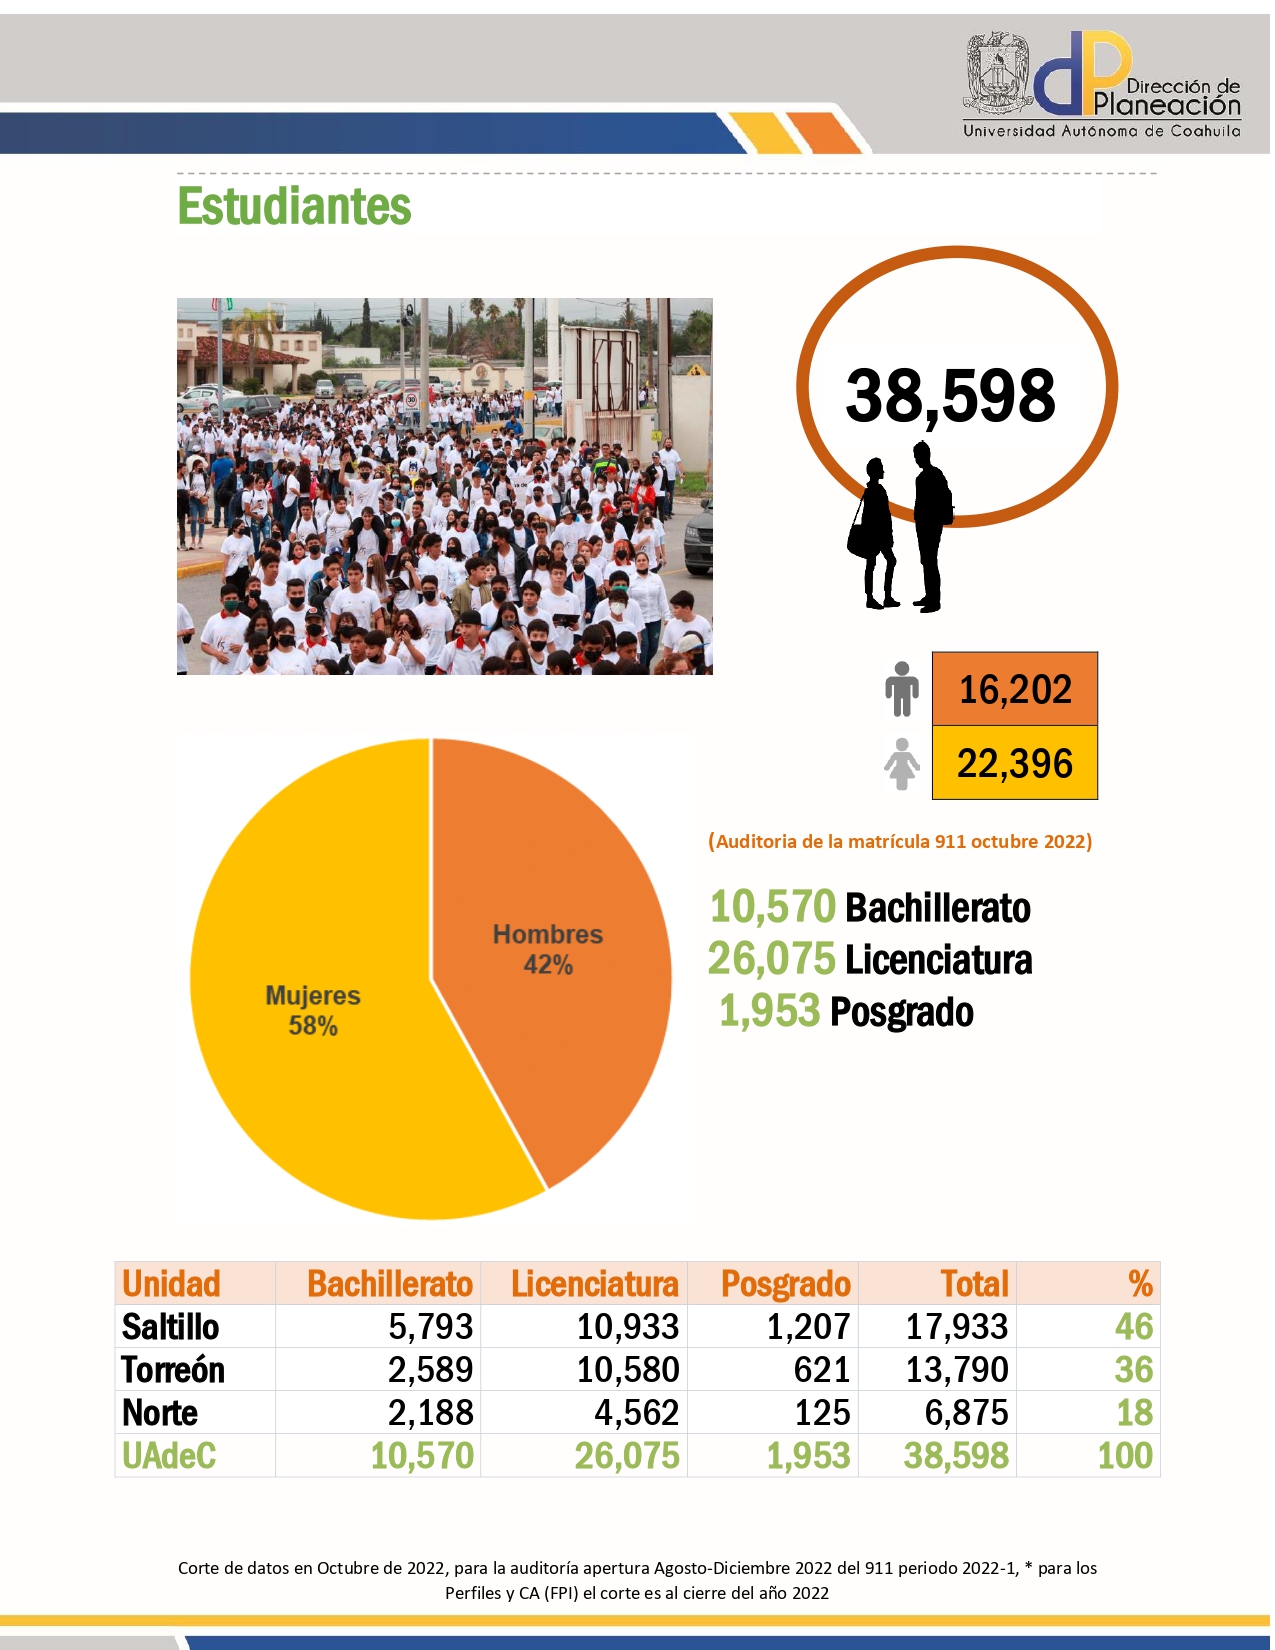 Dirección de
Planeación
Universidad Autónoma de Coahuila
Estudiantes
38,598
30
16,202
22,396
(Auditoria de la matrícula 911 octubre 2022)
10,570 Bachillerato
26,075 Licenciatura
1,953 Posgrado
Hombres
42%
Mujeres
58%
Unidad Bachillerato Licenciatura Posgrado Total %
Saltillo 5,793 10,933 1,207 17,933 46
Torreón 2,589 10,580 621 13,790 36
Norte 2,188 4,562 125 6,875 18
UAdeC 10,570 26,075 1,953 38,598 100
Corte de datos en Octubre de 2022, para la auditoría apertura Agosto-Diciembre 2022 del 911 periodo 2022-1, * para los
Perfiles y CA (FPI) el corte es al cierre del año 2022